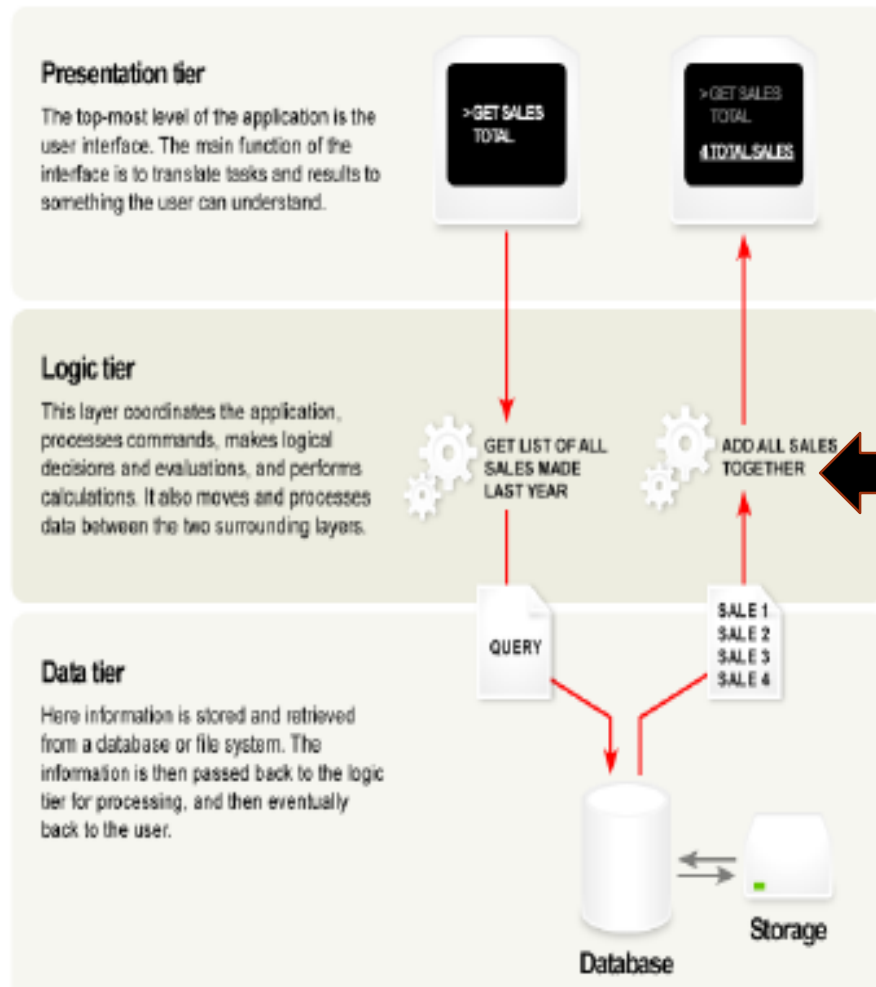 Presentation tier
The top-most level of the application is the
user interface. The main function of the
interface is to translate tasks and results to
something the user can understand.
>GET SALES
TOTAL
>GET SALES
TOTAL
4 TOTAL SALES
Logic tier
This layer coordinates the application,
processes commands, makes logical
decisions and evaluations, and performs
calculations. It also moves and processes
data between the two surrounding layers.
GET LIST OF ALL
SALES MADE
LAST YEAR
ADD ALL SALES
TOGETHER
Data tier
Here information is stored and retrieved
from a database or file system. The
information is then passed back to the logic
tier for processing, and then eventually
back to the user.
QUERY
SALE 1
SALE 2
SALE 3
SALE 4
Database
Storage